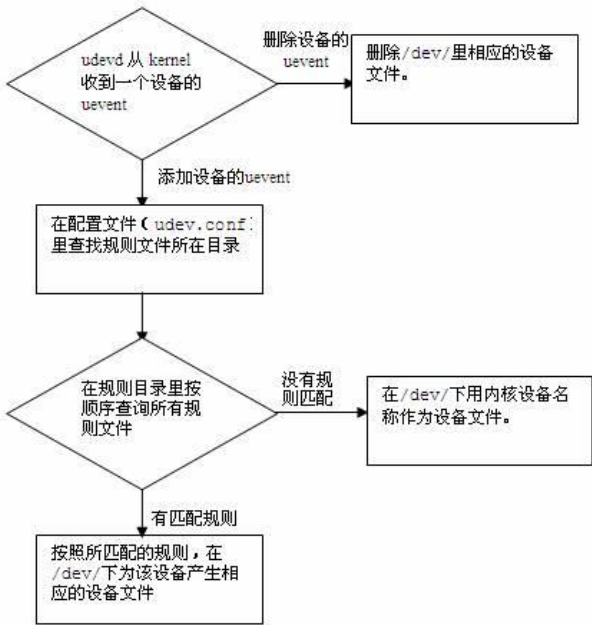 udevd 从 kernel
收到一个设备的
uevent
删除设备的
uevent
删除/dev/里相应的设备
文件。
添加设备的uevent
在配置文件(udev.conf)
里查找规则文件所在目录
在规则目录里按
顺序查询所有规
则文件
没有规
则匹配
在/dev/下用内核设备名
称作为设备文件。
有匹配规则
按照所匹配的规则，在
/dev/下为该设备产生相
应的设备文件